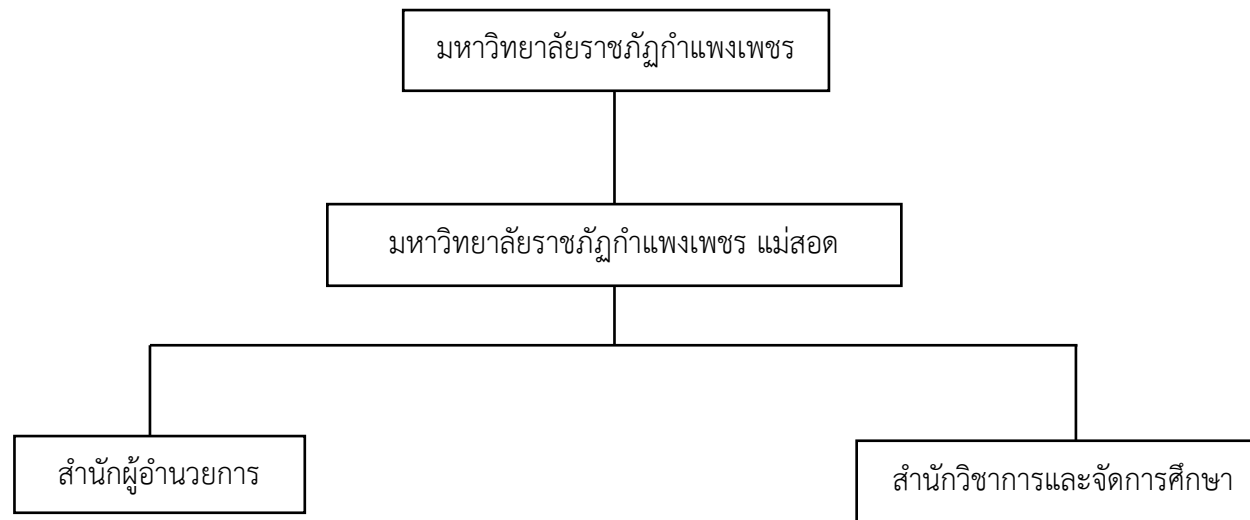 มหาวิทยาลัยราชภัฏกำแพงเพชร
มหาวิทยาลัยราชภัฏกำแพงเพชร แม่สอด
สำนักผู้อำนวยการ
สำนักวิชาการและจัดการศึกษา